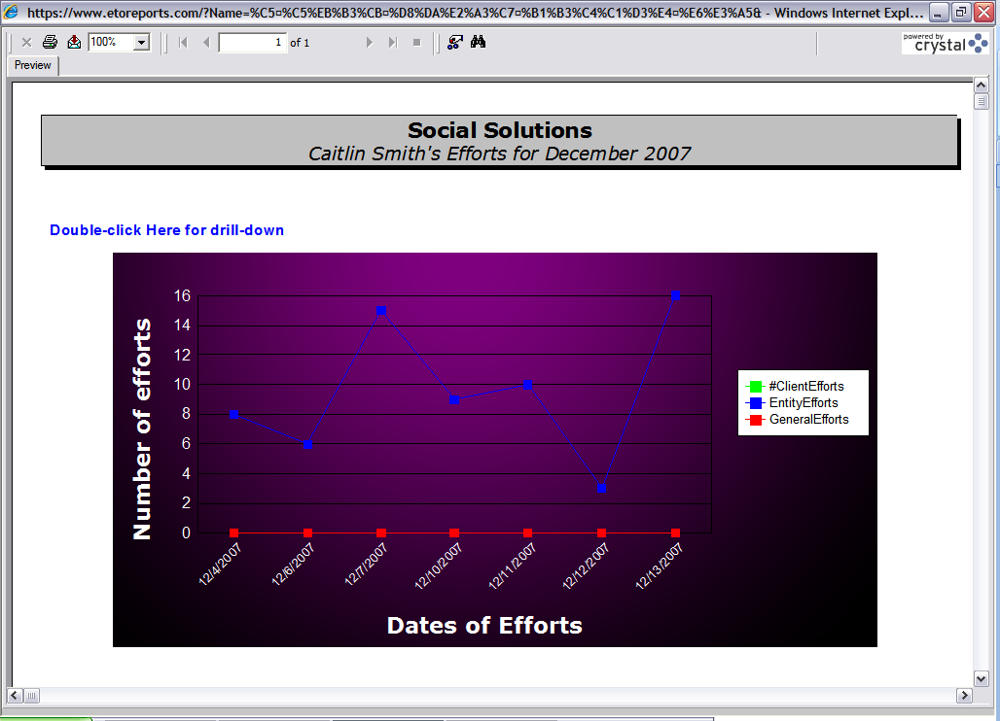 https://www.etoreports.com/?Name=%C5¤%C5%EB%B3%CB¤%D8%DA%E2%A3%C7¤%B1%B3%C4%C1%D3%E4¤%E6%E3%A5& - Windows Internet Expl...
100%
1 of 1
powered by
crystal
Preview
Social Solutions
Caitlin Smith's Efforts for December 2007
Double-click Here for drill-down
Number of efforts
16
14
12
10
8
6
4
2
0
#ClientEfforts
EntityEfforts
GeneralEfforts
12/4/2007
12/6/2007
12/7/2007
12/10/2007
12/11/2007
12/12/2007
12/13/2007
Dates of Efforts